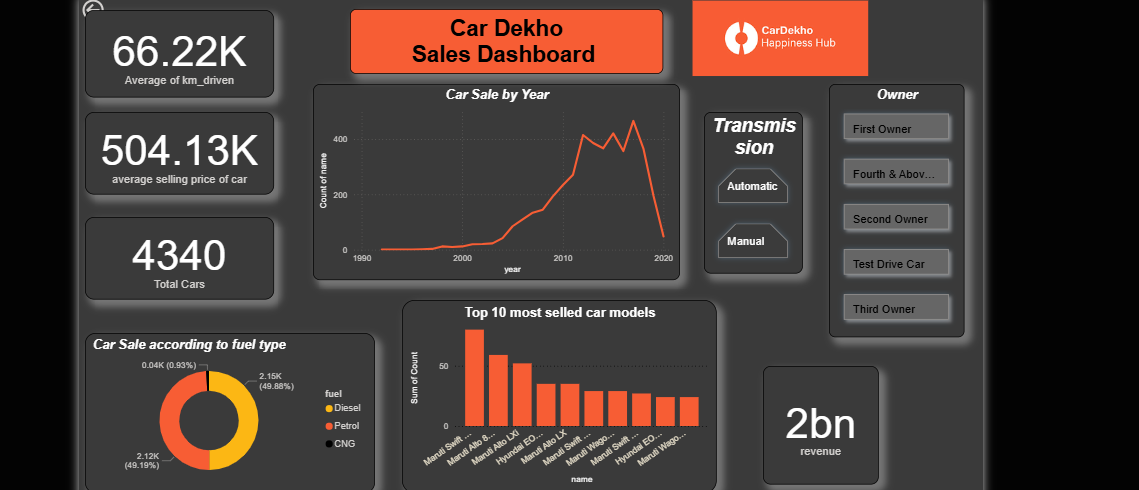 66.22K
Average of km_driven
504.13K
average selling price of car
4340
Total Cars
Car Dekho
Sales Dashboard
CarDekho
Happiness Hub
Car Sale by Year
Count of name
400
200
0
1990
2000
2010
2020
year
Transmis
sion
Automatic
Manual
Owner
First Owner
Fourth & Abov...
Second Owner
Test Drive Car
Third Owner
Car Sale according to fuel type
0.04K (0.93%)
2.15K
(49.88%)
2.12K
(49.19%)
fuel
Diesel
Petrol
CNG
Top 10 most selled car models
Sum of Count
50
0
Maruti Swift ...
Maruti Alto 8...
Maruti Alto LXI
Hyundai EO...
Maruti Alto LX
Maruti Swift ...
Maruti Wago...
Maruti Swift ...
Hyundai EO...
Maruti Wago...
name
2bn
revenue